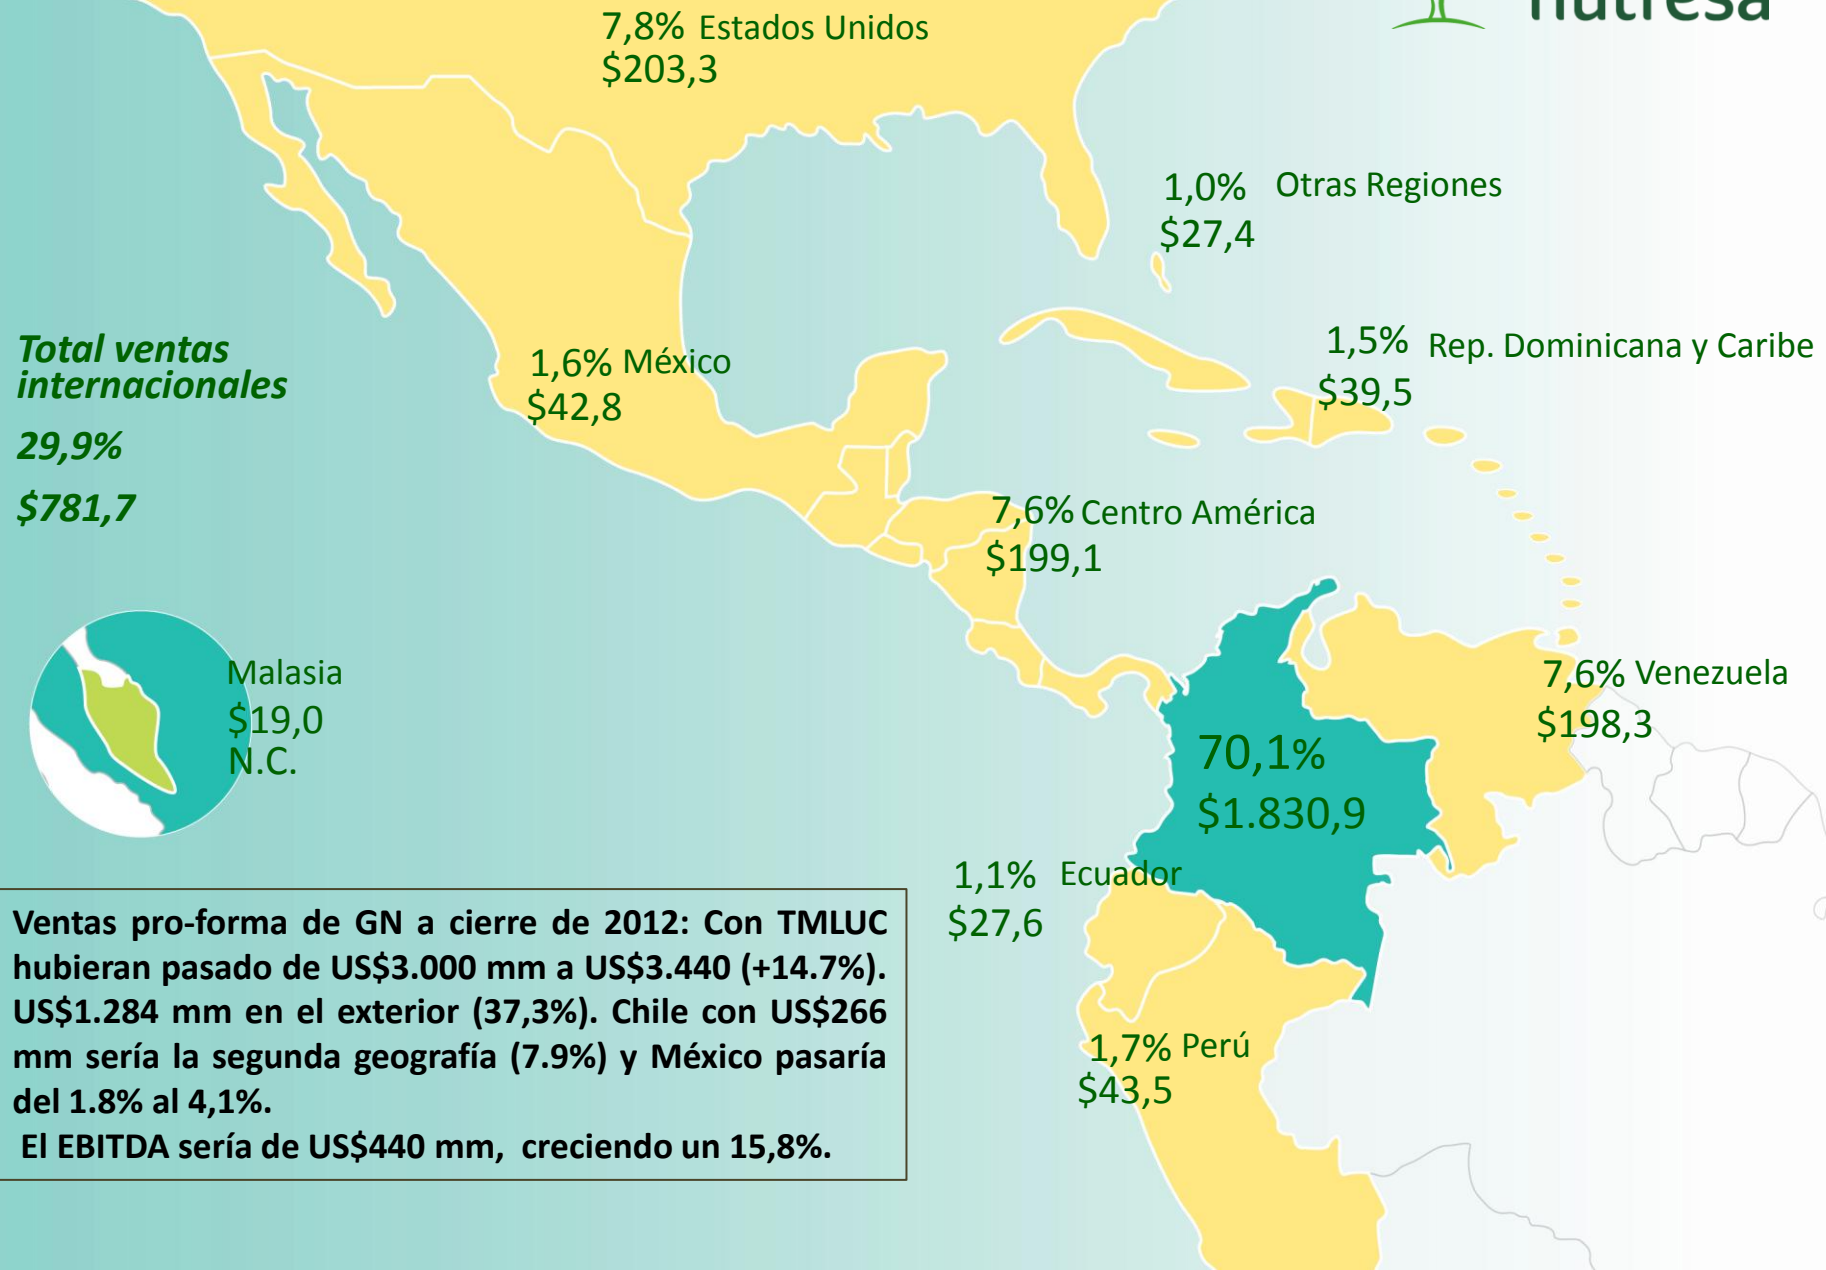 nutresa
7,8% Estados Unidos
$203,3
1,0% Otras Regiones
$27,4
Total ventas
internacionales
29,9%
$781,7
1,6% México
$42,8
1,5% Rep. Dominicana y Caribe
$39,5
7,6% Centro América
$199,1
Malasia
$19,0
N.C.
7,6% Venezuela
$198,3
70,1%
$1.830,9
1,1% Ecuador
$27,6
Ventas pro-forma de GN a cierre de 2012: Con TMLUC
hubieran pasado de US$3.000 mm a US$3.440 (+14.7%).
US$1.284 mm en el exterior (37,3%). Chile con US$266
mm sería la segunda geografía (7.9%) y México pasaría
del 1.8% al 4,1%.
El EBITDA sería de US$440 mm, creciendo un 15,8%.
1,7% Perú
$43,5